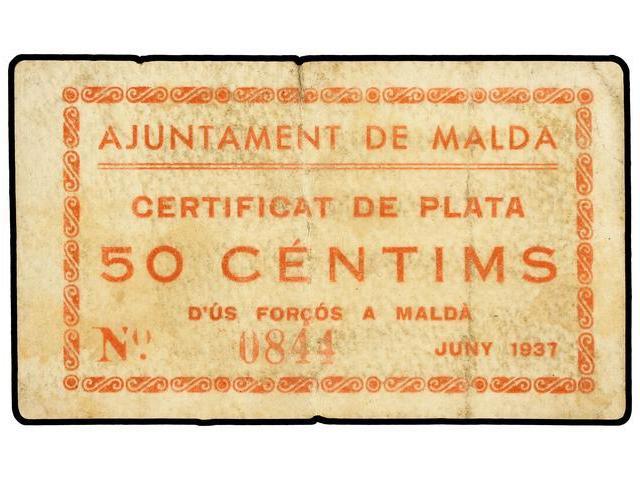 AJUNTAMENT DE MALDA
CERTIFICAT DE PLATA
50 CÉNTIMS
D'ÚS FORÇÓS A MALDÀ
Nº. 0844 JUNY 1937